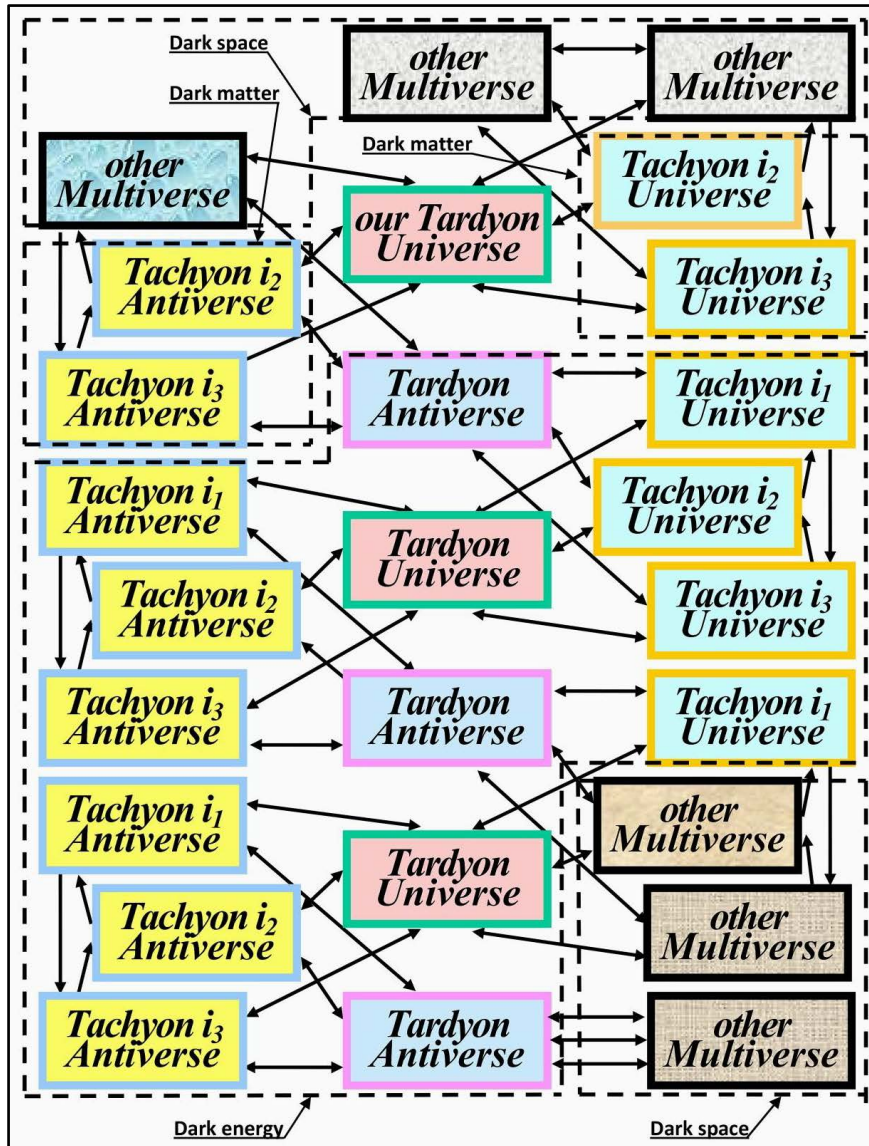 Dark space
other
Multiverse
other
Multiverse
Dark matter
other
Multiverse
Dark matter
Tachyon i₂
Universe
our Tardyon
Universe
Tachyon i₂
Antiverse
Tachyon i₃
Universe
Tachyon i₃
Antiverse
Tardyon
Antiverse
Tachyon i₁
Universe
Tachyon i₁
Antiverse
Tachyon i₂
Universe
Tardyon
Universe
Tachyon i₂
Antiverse
Tachyon i₃
Universe
Tachyon i₃
Antiverse
Tardyon
Antiverse
Tachyon i₁
Universe
Tachyon i₁
Antiverse
other
Multiverse
Tardyon
Universe
Tachyon i₂
Antiverse
other
Multiverse
Tachyon i₃
Antiverse
Tardyon
Antiverse
other
Multiverse
Dark energy
Dark space